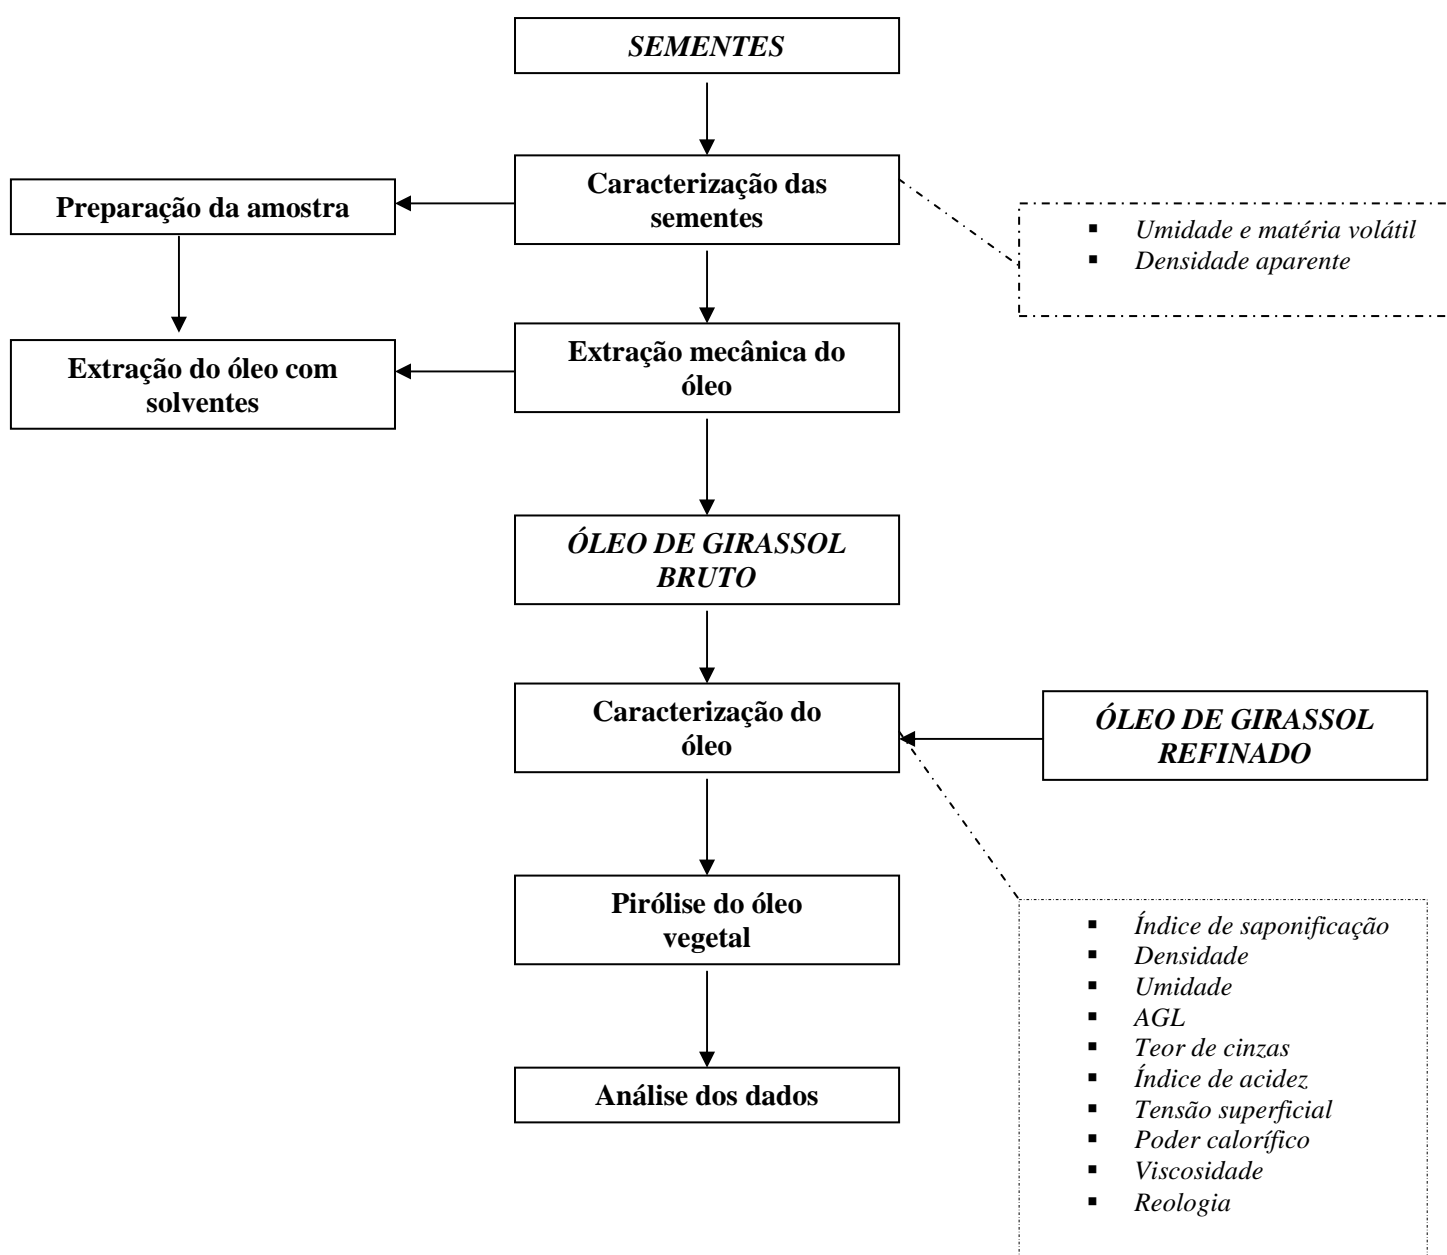 SEMENTES
Caracterização das
sementes
Preparação da amostra
▪ Umidade e matéria volátil
▪ Densidade aparente
Extração mecânica do
óleo
Extração do óleo com
solventes
ÓLEO DE GIRASSOL
BRUTO
Caracterização do
óleo
ÓLEO DE GIRASSOL
REFINADO
Pirólise do óleo
vegetal
▪ Índice de saponificação
▪ Densidade
▪ Umidade
▪ AGL
▪ Teor de cinzas
▪ Índice de acidez
▪ Tensão superficial
▪ Poder calorífico
▪ Viscosidade
▪ Reologia
Análise dos dados